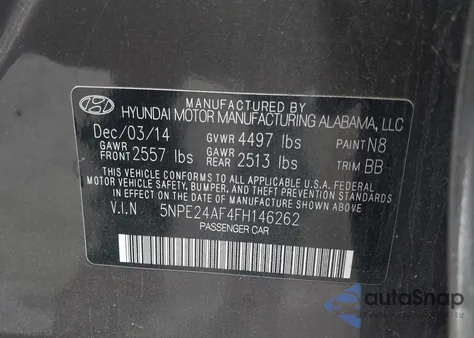 MANUFACTURED BY
HYUNDAI MOTOR MANUFACTURING ALABAMA, LLC
Dec/03/14 GVWR 4497 lbs PAINT N8
GAWR FRONT 2557 lbs GAWR REAR 2513 lbs TRIM BB
THIS VEHICLE CONFORMS TO ALL APPLICABLE U.S.A. FEDERAL
MOTOR VEHICLE SAFETY, BUMPER, AND THEFT PREVENTION
STANDARDS IN EFFECT ON THE DATE OF MANUFACTURE SHOWN ABOVE.
V.I.N 5NPE24AF4FH146262
PASSENGER CAR
autoSnap